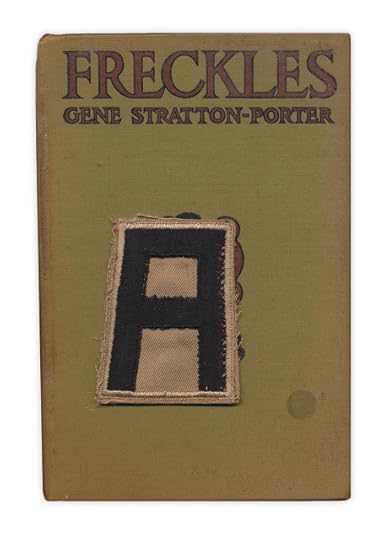 FRECKLES
GENE STRATTON-PORTER
A